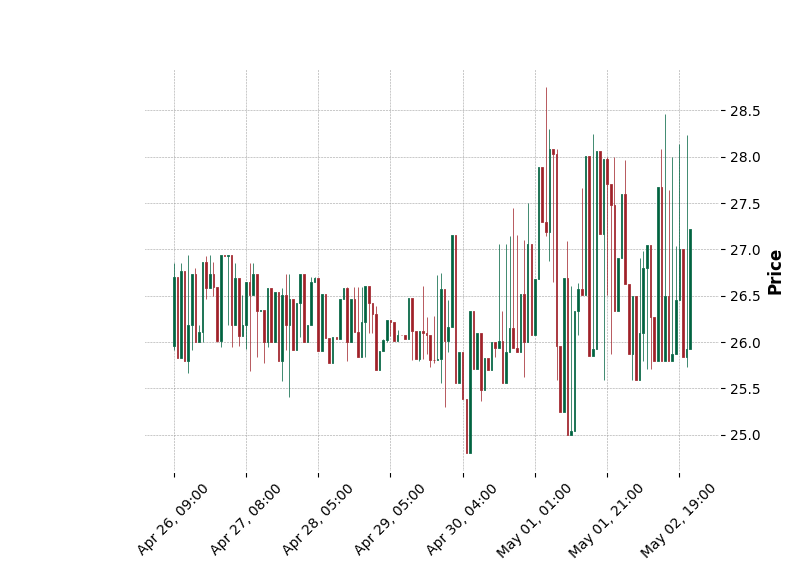 28.5
28.0
27.5
27.0
26.5
26.0
25.5
25.0
Price
Apr 26, 09:00
Apr 27, 08:00
Apr 28, 05:00
Apr 29, 05:00
Apr 30, 04:00
May 01, 01:00
May 01, 21:00
May 02, 19:00